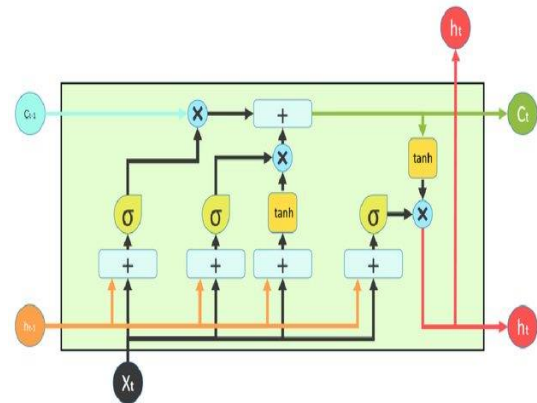 hₜ
Cₜ₋₁
×
+
Cₜ
×
tanh
σ
σ
tanh
σ
×
+
+
+
+
hₜ₋₁
hₜ
Xₜ